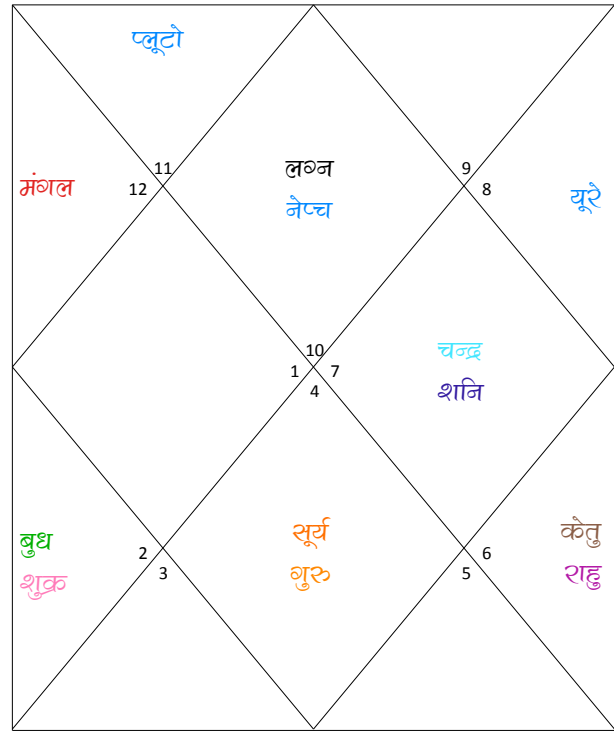 प्लूटो
11
9
लग्न
मंगल
12
8
नेप्च
यूरे
10
चन्द्र
1
7
4
शनि
बुध
सूर्य
केतु
2
6
शुक्र
3
गुरु
5
राहु